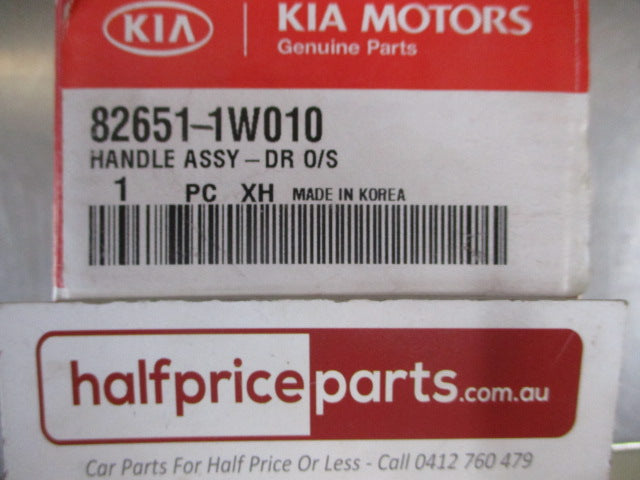 KIA KIA MOTORS
Genuine Parts
82651-1W010
HANDLE ASSY-DR O/S
1 PC XH MADE IN KOREA
halfpriceparts.com.au
Car Parts For Half Price Or Less - Call 0412 760 479